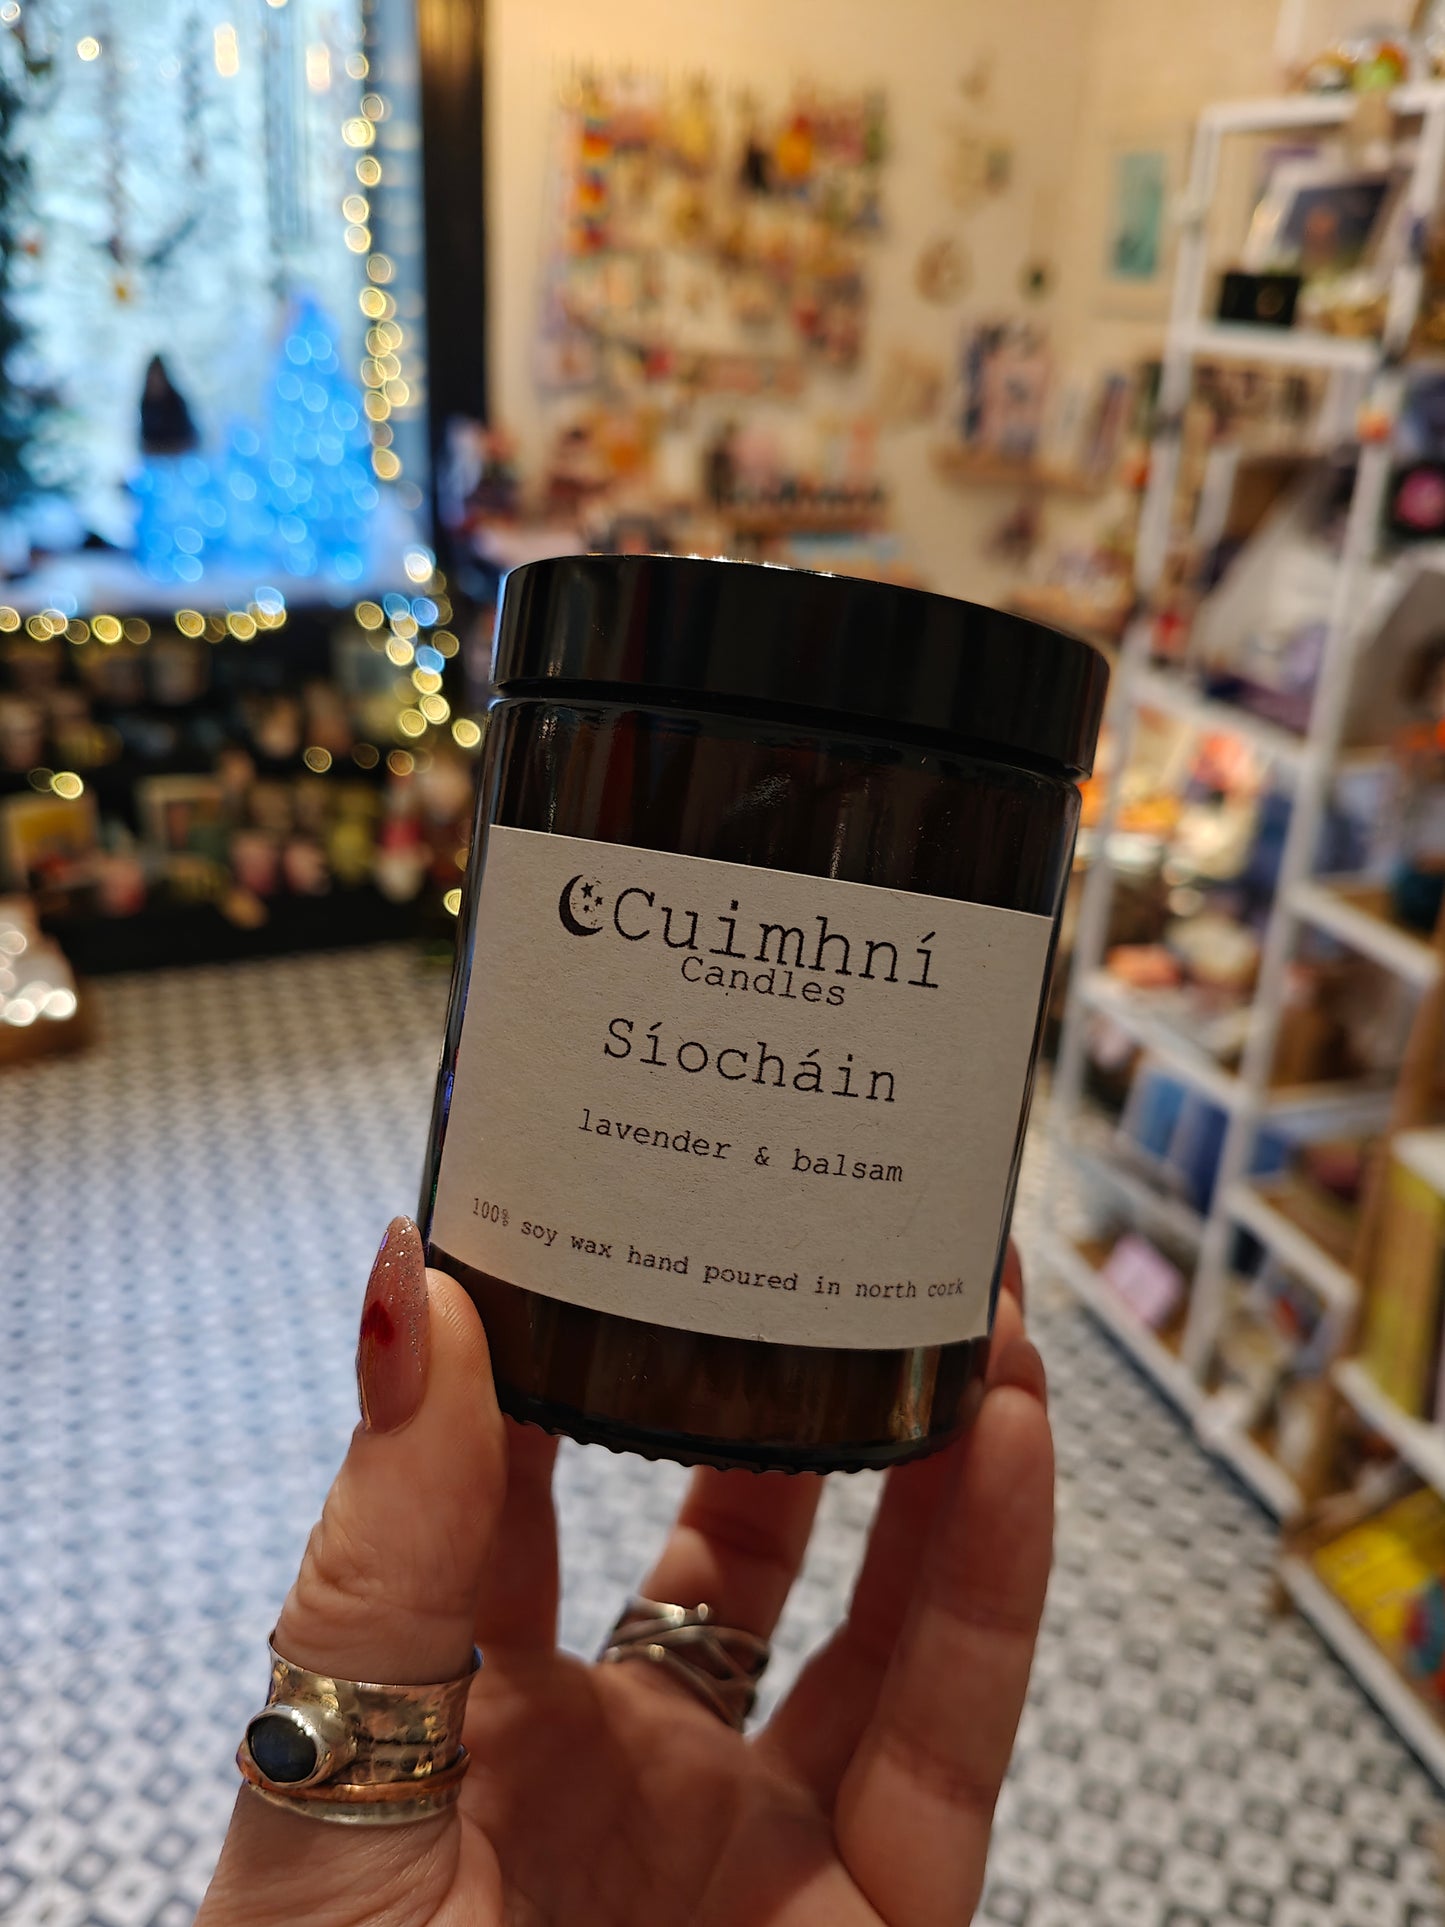 Cuimhní
Candles
Síocháin
lavender & balsam
100% soy wax hand poured in north cork